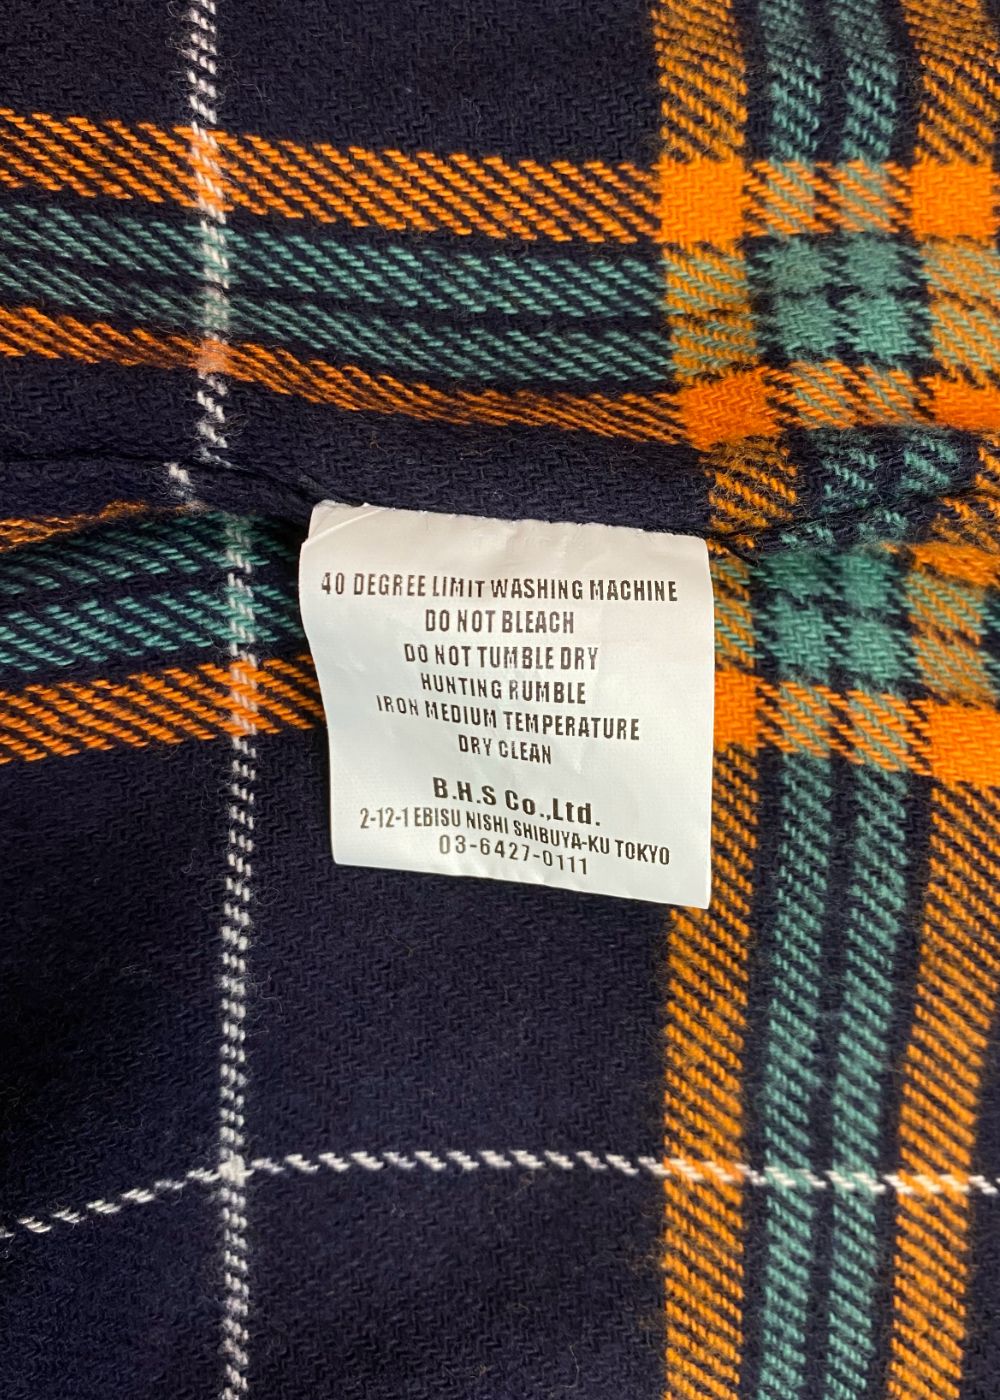 40 DEGREE LIMIT WASHING MACHINE
DO NOT BLEACH
DO NOT TUMBLE DRY
HUNTING RUMBLE
IRON MEDIUM TEMPERATURE
DRY CLEAN
B.H.S Co.,Ltd.
2-12-1 EBISU NISHI SHIBUYA-KU TOKYO
03-6427-0111